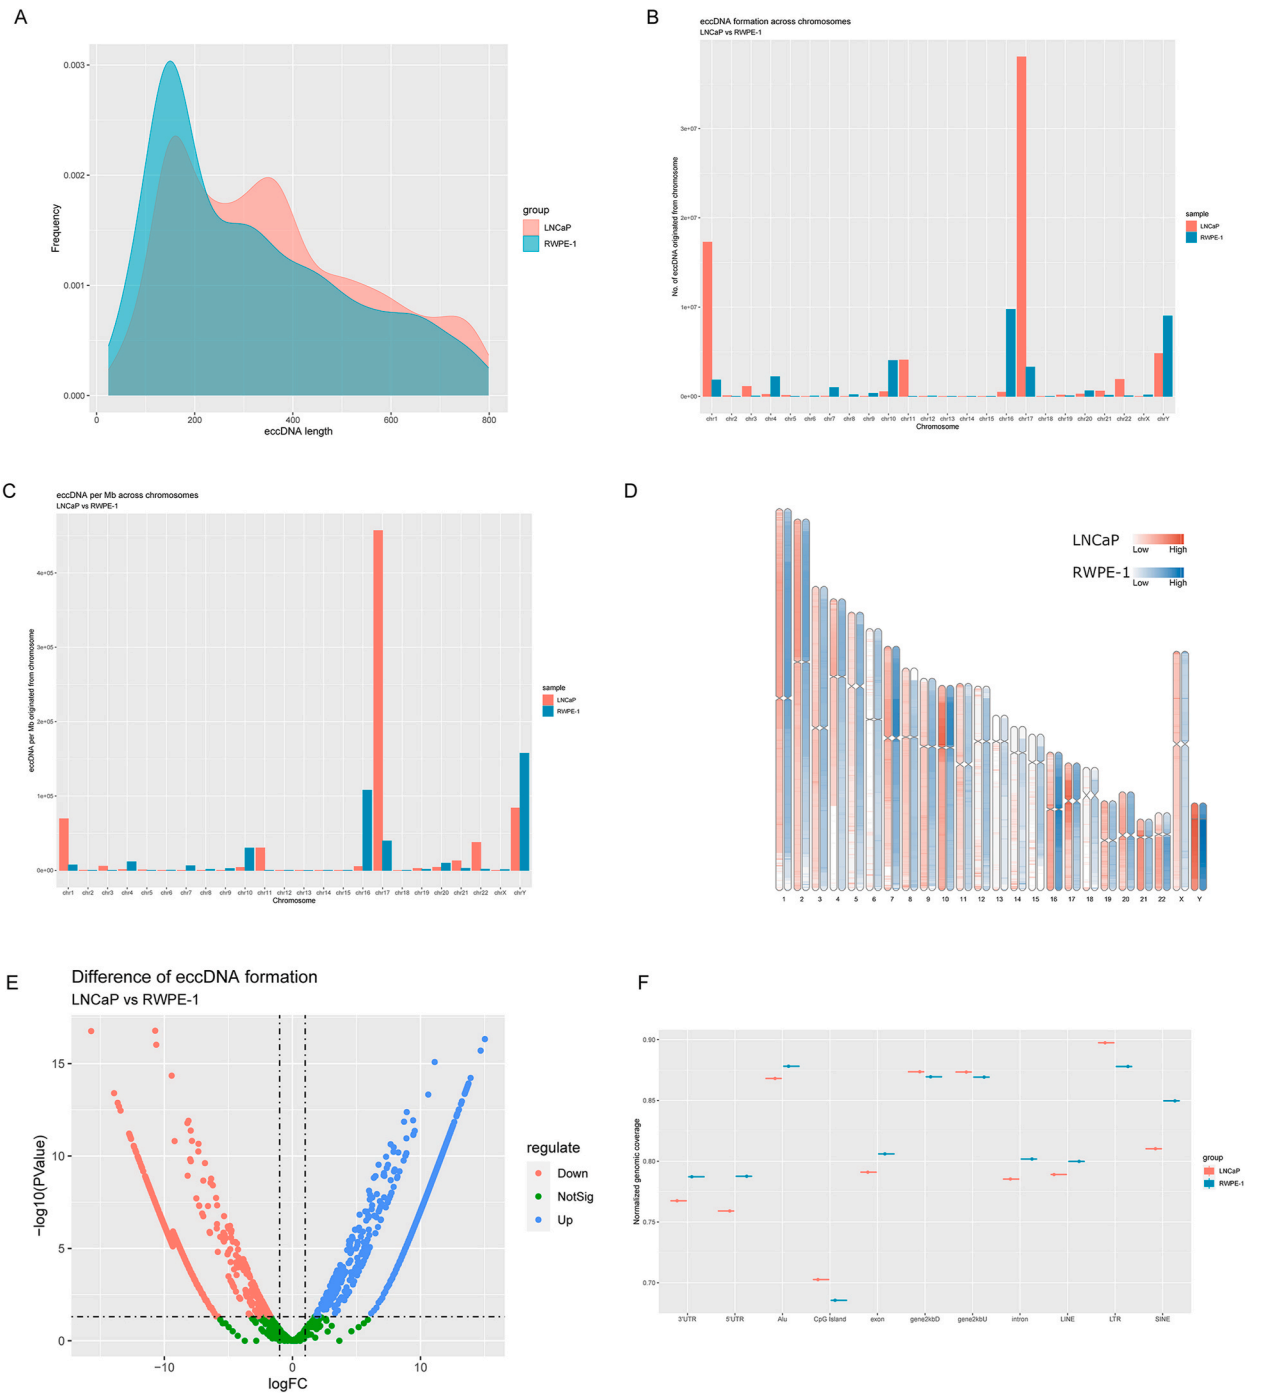 A
Frequency
0.003
0.002
0.001
0.000
0
200
400
600
800
eccDNA length
group
LNCaP
RWPE-1
B
eccDNA formation across chromosomes
LNCaP vs RWPE-1
No. of eccDNA originated from chromosome
3e+07
2e+07
1e+07
0e+00
chr1 chr2 chr3 chr4 chr5 chr6 chr7 chr8 chr9 chr10 chr11 chr12 chr13 chr14 chr15 chr16 chr17 chr18 chr19 chr20 chr21 chr22 chrX chrY
Chromosome
sample
LNCaP
RWPE-1
C
eccDNA per Mb across chromosomes
LNCaP vs RWPE-1
eccDNA per Mb originated from chromosome
4e+05
3e+05
2e+05
1e+05
0e+00
chr1 chr2 chr3 chr4 chr5 chr6 chr7 chr8 chr9 chr10 chr11 chr12 chr13 chr14 chr15 chr16 chr17 chr18 chr19 chr20 chr21 chr22 chrX chrY
Chromosome
sample
LNCaP
RWPE-1
D
LNCaP
Low High
RWPE-1
Low High
1 2 3 4 5 6 7 8 9 10 11 12 13 14 15 16 17 18 19 20 21 22 X Y
E
Difference of eccDNA formation
LNCaP vs RWPE-1
−log10(PValue)
15
10
5
0
−10 0 10
logFC
regulate
Down
NotSig
Up
F
Normalized genomic coverage
0.90
0.85
0.80
0.75
0.70
3'UTR 5'UTR Alu CpG Island exon gene2kbD gene2kbU intron LINE LTR SINE
group
LNCaP
RWPE-1